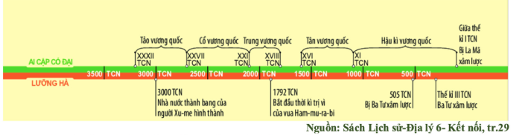 Tảo vương quốc
Cổ vương quốc
Trung vương quốc
Tân vương quốc
Hậu kì vương quốc
Giữa thế
kỉ I TCN
Bị La Mã
xâm lược
XXXII
TCN
XXVII
TCN
XXI
TCN
XVIII
TCN
XVI
TCN
XI
TCN
AI CẬP CỔ ĐẠI
3500 TCN
3000 TCN
2500 TCN
2000 TCN
1500 TCN
1000 TCN
500 TCN
LƯỠNG HÀ
3000 TCN
Nhà nước thành bang của
người Xu-me hình thành
1792 TCN
Bắt đầu thời kì trị vì
của vua Ham-mu-ra-bi
505 TCN
Bị Ba Tư xâm lược
Thế kỉ III TCN
Ba Tư xâm lược
Nguồn: Sách Lịch sử-Địa lý 6- Kết nối, tr.29